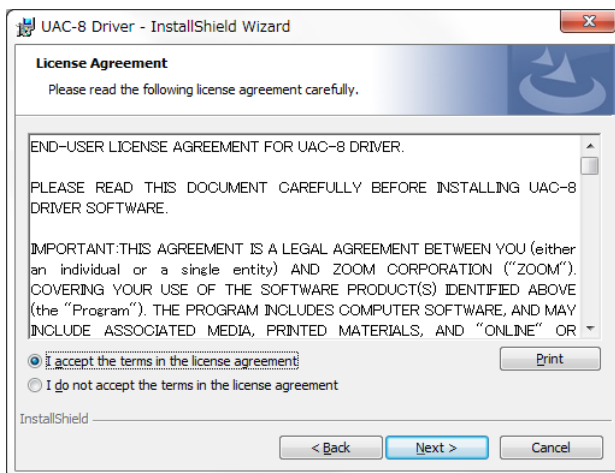 UAC-8 Driver - InstallShield Wizard
License Agreement
Please read the following license agreement carefully.
END-USER LICENSE AGREEMENT FOR UAC-8 DRIVER.
PLEASE READ THIS DOCUMENT CAREFULLY BEFORE INSTALLING UAC-8
DRIVER SOFTWARE.
IMPORTANT:THIS AGREEMENT IS A LEGAL AGREEMENT BETWEEN YOU (either
an individual or a single entity) AND ZOOM CORPORATION ("ZOOM").
COVERING YOUR USE OF THE SOFTWARE PRODUCT(S) IDENTIFIED ABOVE
(the "Program"). THE PROGRAM INCLUDES COMPUTER SOFTWARE, AND MAY
INCLUDE ASSOCIATED MEDIA, PRINTED MATERIALS, AND "ONLINE" OR
I accept the terms in the license agreement
Print
I do not accept the terms in the license agreement
InstallShield
< Back
Next >
Cancel